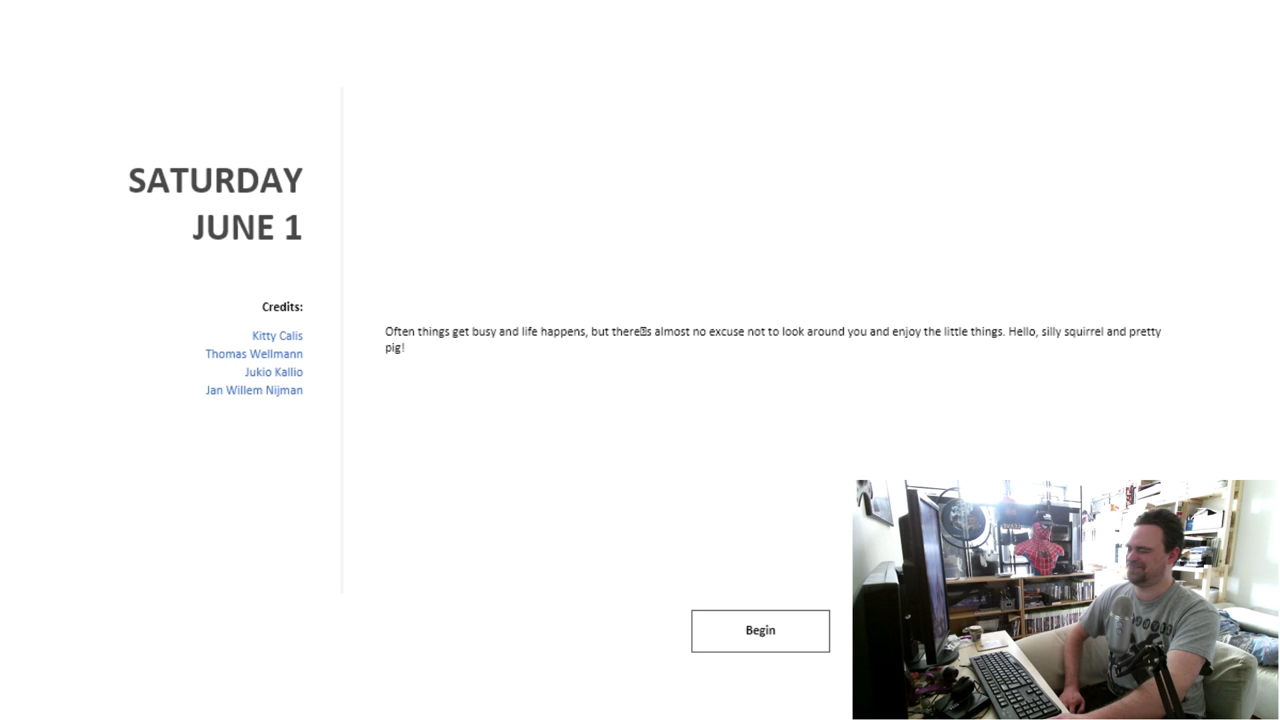 SATURDAY
JUNE 1
Credits:
Kitty Calis
Thomas Wellmann
Jukio Kallio
Jan Willem Nijman
Often things get busy and life happens, but there▯s almost no excuse not to look around you and enjoy the little things. Hello, silly squirrel and pretty
pig!
Begin